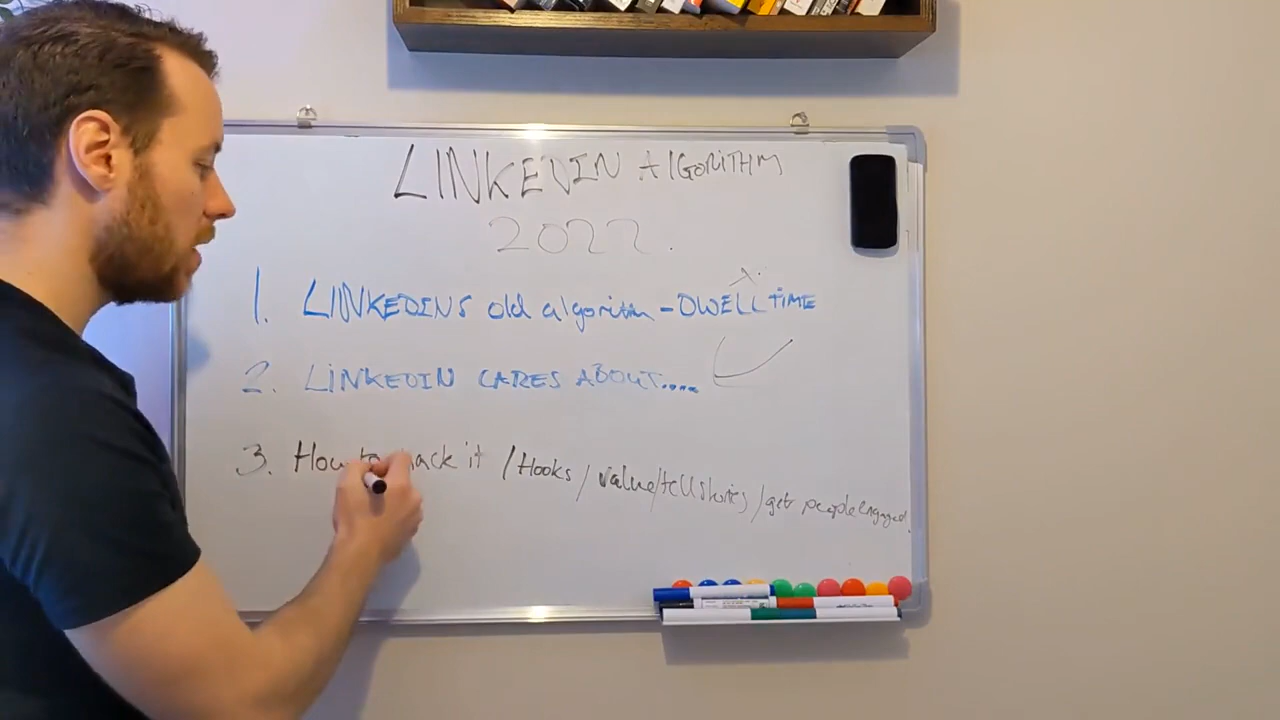 LINKEDIN ALGORITHM
2022.
1. LINKEDINS old algorithm - DWELL TIME
2. LINKEDIN CARES ABOUT....
3. How to hack it / Hooks / value / tell stories / get people engaged.